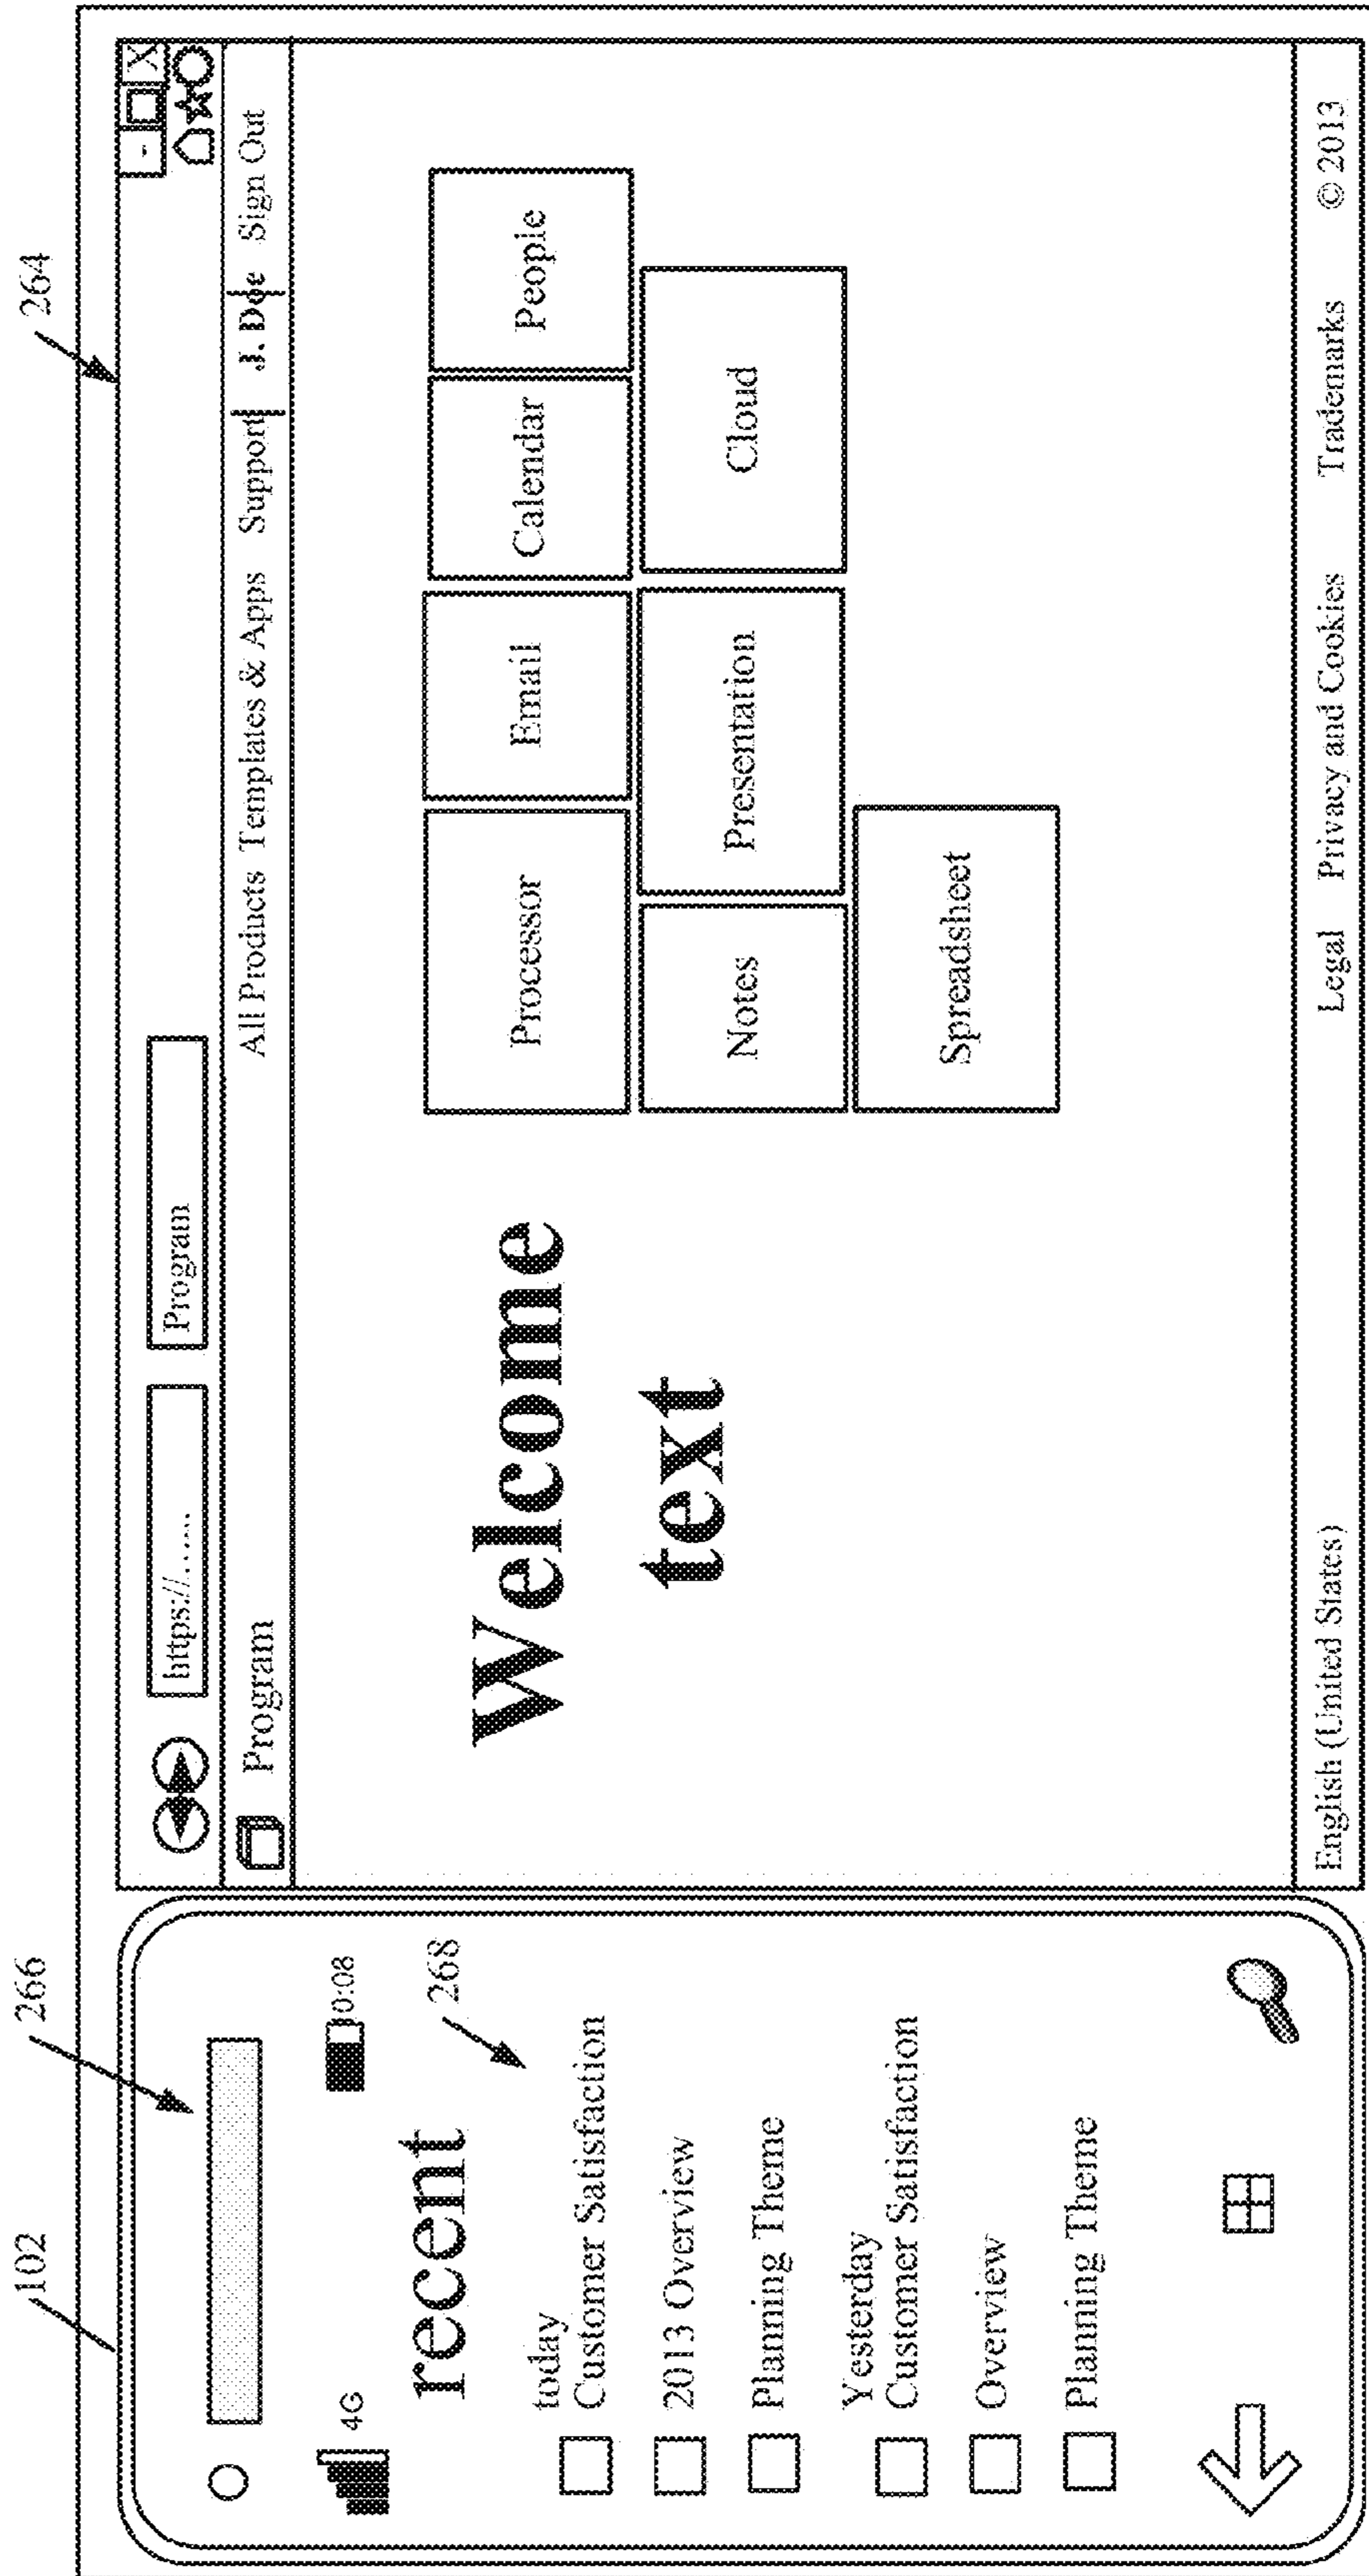 102
266
264
4G
0:08
recent
268
today
Customer Satisfaction
2013 Overview
Planning Theme
Yesterday
Customer Satisfaction
Overview
Planning Theme
https://......
Program
- X
Program
All Products Templates & Apps Support J. Doe Sign Out
Welcome
text
Processor
Email
Calendar
People
Notes
Presentation
Cloud
Spreadsheet
English (United States)
Legal
Privacy and Cookies
Trademarks
© 2013